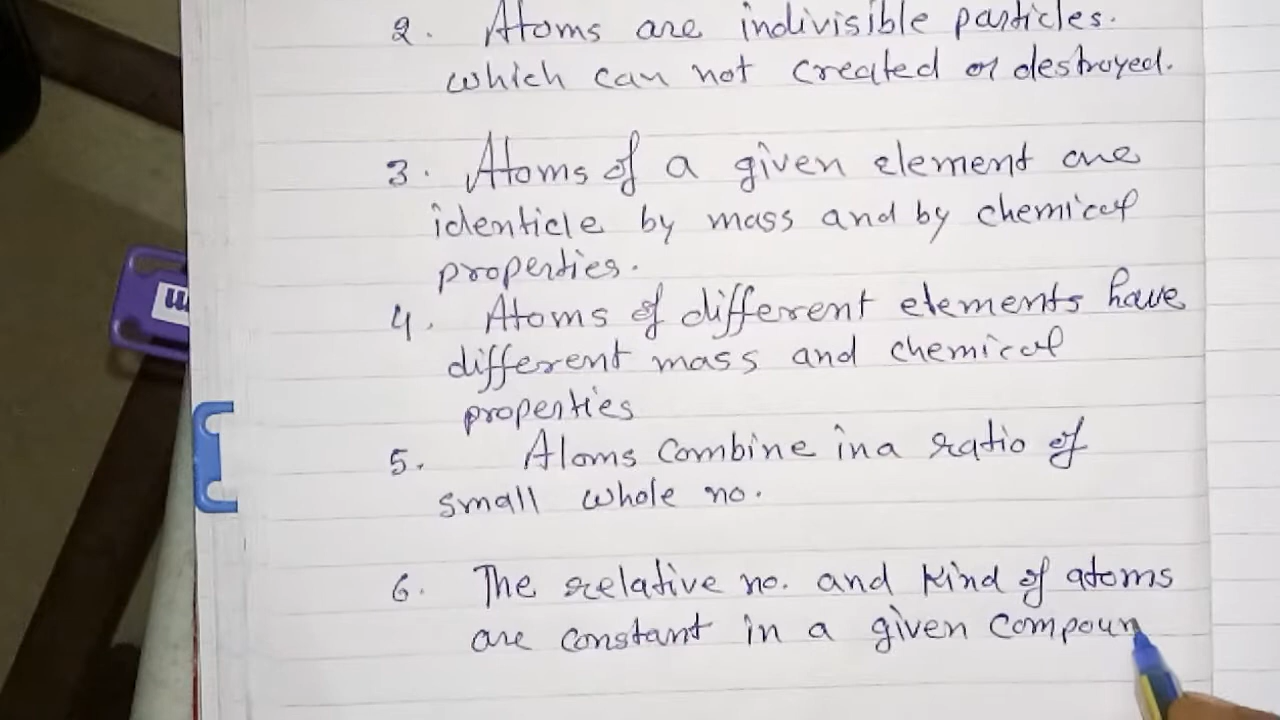 2. Atoms are indivisible particles.
which can not created or destroyed.
3. Atoms of a given element are
identicle by mass and by chemical
properties.
4. Atoms of different elements have
different mass and chemical
properties
5. Atoms combine in a ratio of
small whole no.
6. The relative no. and kind of atoms
are constant in a given compoun